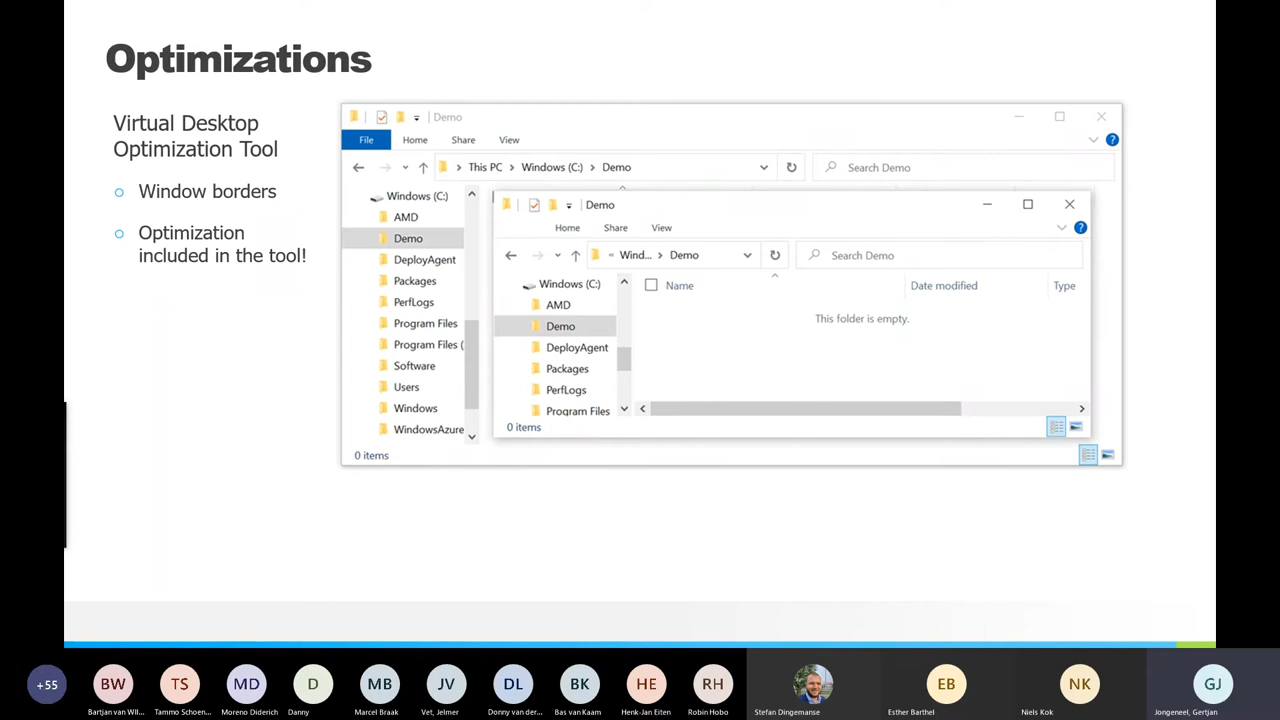 Optimizations
Virtual Desktop
Optimization Tool
Window borders
Optimization
included in the tool!
Demo
File Home Share View
This PC Windows (C:) Demo
Search Demo
Windows (C:)
AMD
Demo
DeployAgent
Packages
PerfLogs
Program Files
Program Files (
Software
Users
Windows
WindowsAzure
0 items
Demo
Home Share View
« Wind... Demo
Search Demo
Windows (C:)
AMD
Demo
DeployAgent
Packages
PerfLogs
Program Files
Name Date modified Type
This folder is empty.
0 items
+55 BW TS MD D MB JV DL BK HE RH EB NK GJ
Bartjan van Wll... Tammo Schoen... Moreno Diderich Danny Marcel Braak Vet, Jelmer Donny van der... Bas van Kaam Henk-Jan Eiten Robin Hobo Stefan Dingemanse Esther Barthel Niels Kok Jongeneel, Gertjan